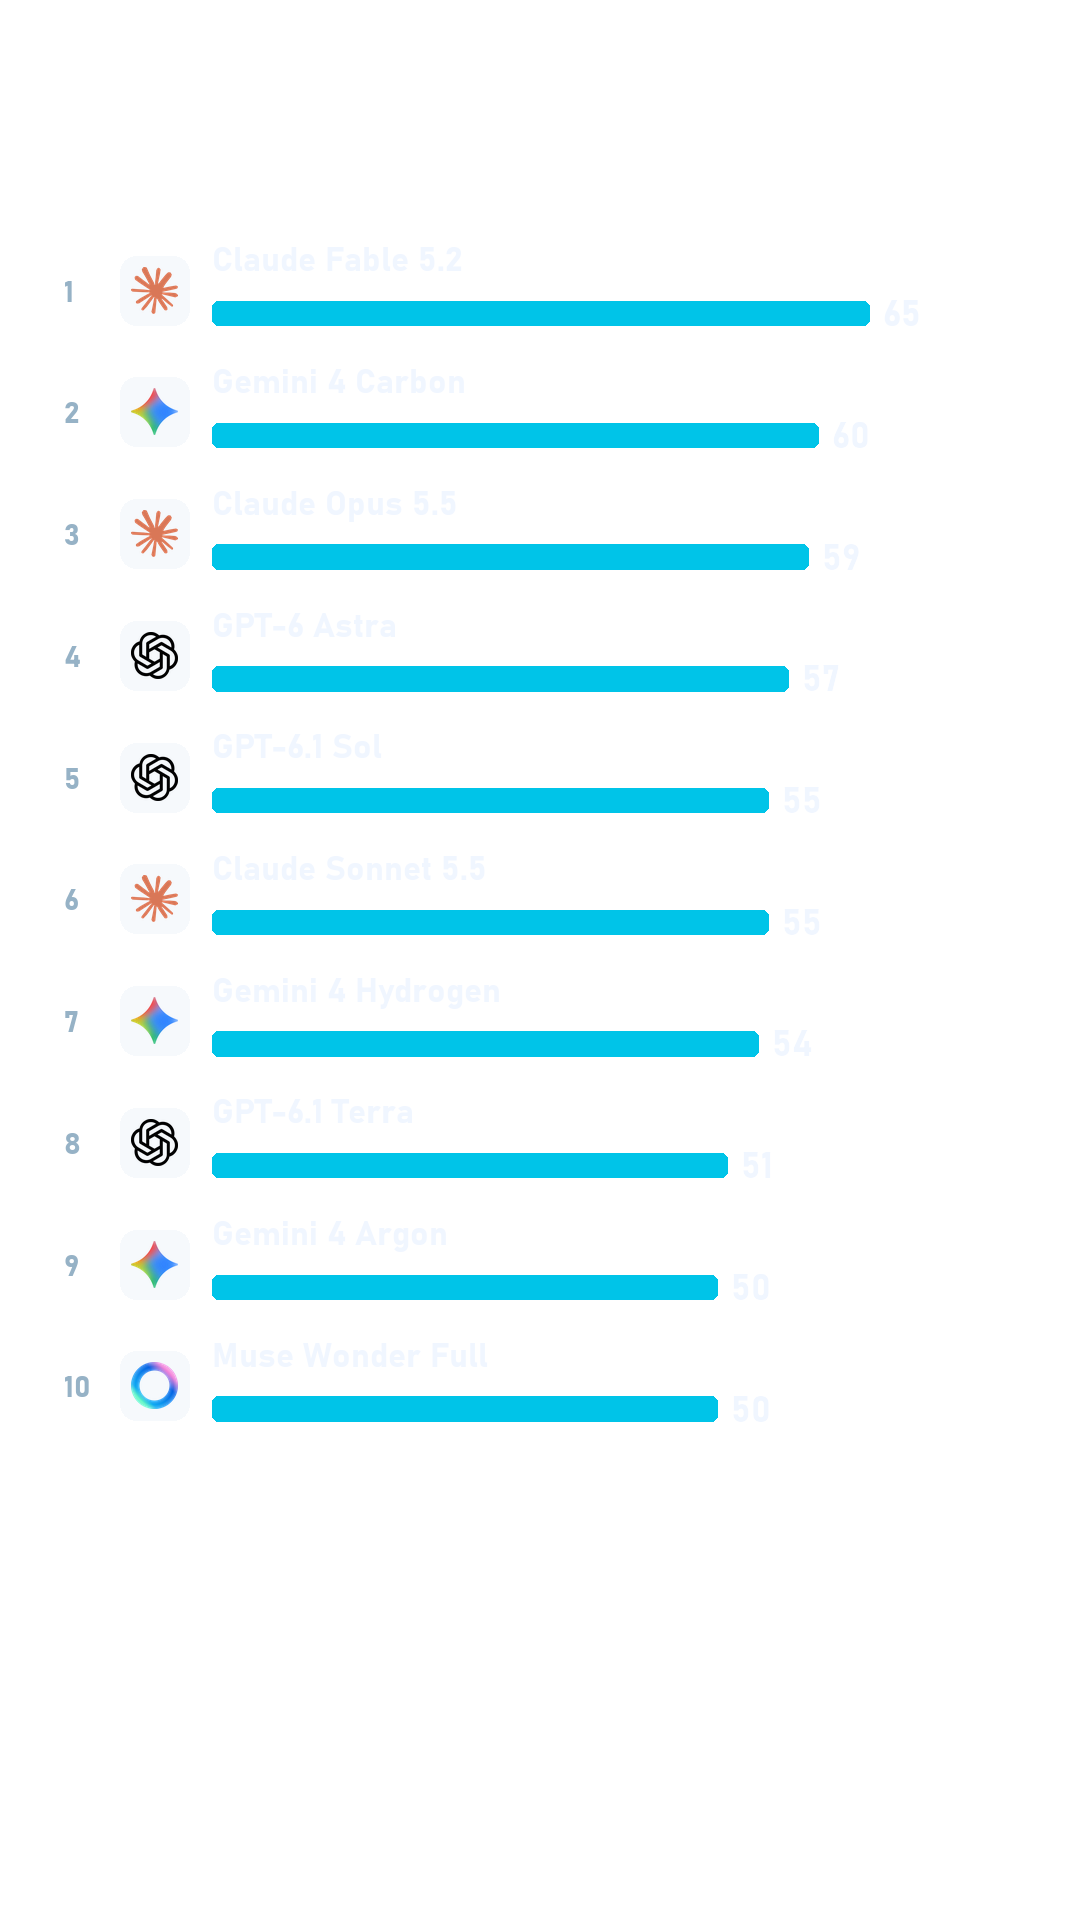 Claude Fable 5.2
1
65
Gemini 4 Carbon
2
60
Claude Opus 5.5
3
59
GPT-6 Astra
4
57
GPT-6.1 Sol
5
55
Claude Sonnet 5.5
6
55
Gemini 4 Hydrogen
7
54
GPT-6.1 Terra
8
51
Gemini 4 Argon
9
50
Muse Wonder Full
10
50